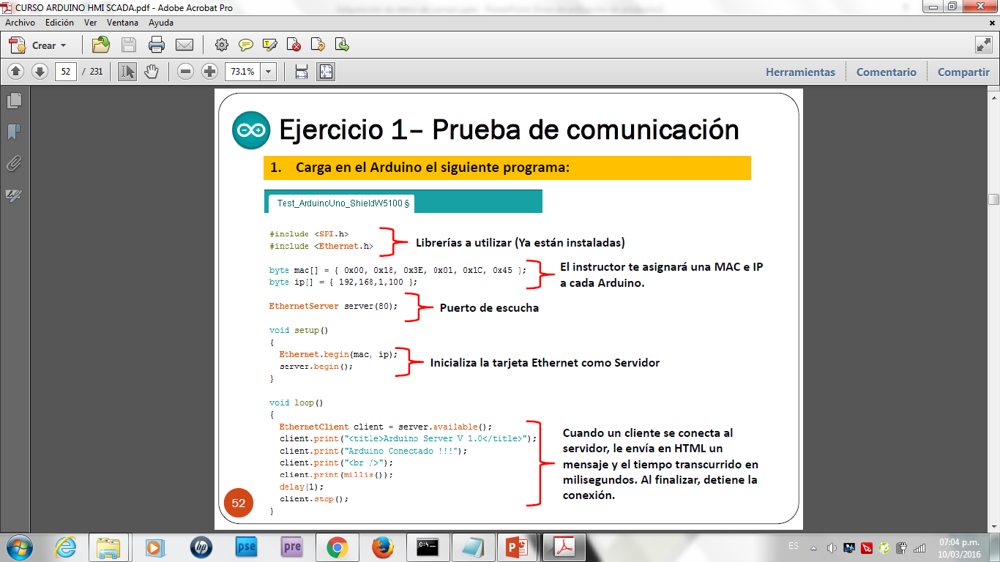 CURSO ARDUINO HMI SCADA.pdf - Adobe Acrobat Pro
Archivo Edición Ver Ventana Ayuda
Crear
52 / 231 73.1% Herramientas Comentario Compartir
Ejercicio 1– Prueba de comunicación
1. Carga en el Arduino el siguiente programa:
Test_ArduinoUno_ShieldW5100 §
#include <SPI.h>
#include <Ethernet.h>
Librerías a utilizar (Ya están instaladas)
byte mac[] = { 0x00, 0x18, 0x3E, 0x01, 0x1C, 0x45 };
byte ip[] = { 192,168,1,100 };
El instructor te asignará una MAC e IP
a cada Arduino.
EthernetServer server(80);
Puerto de escucha
void setup()
{
Ethernet.begin(mac, ip);
server.begin();
}
Inicializa la tarjeta Ethernet como Servidor
void loop()
{
EthernetClient client = server.available();
client.print("<title>Arduino Server V 1.0</title>");
client.print("Arduino Conectado !!!");
client.print("<br />");
client.print(millis());
delay(1);
client.stop();
}
Cuando un cliente se conecta al
servidor, le envía en HTML un
mensaje y el tiempo transcurrido en
milisegundos. Al finalizar, detiene la
conexión.
52
hp pse pre C:\
ES
07:04 p.m.
10/03/2016